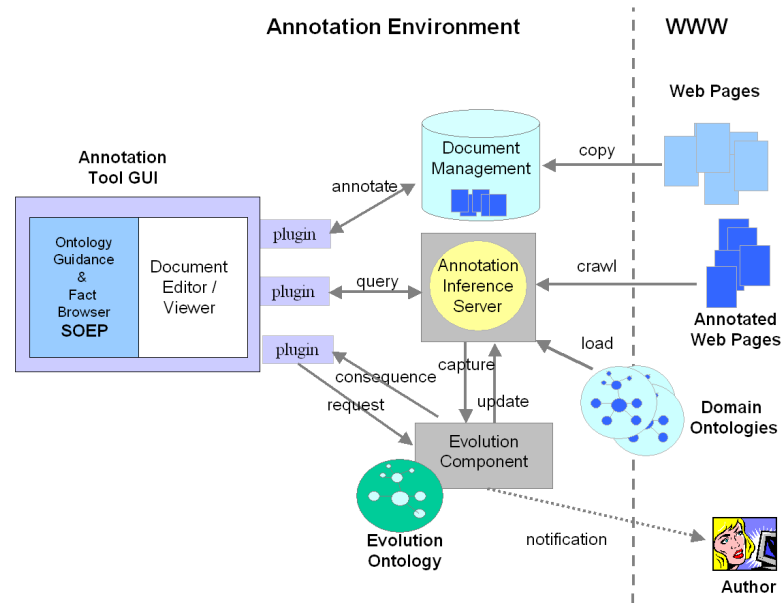 Annotation Environment
WWW
Web Pages
Annotation
Tool GUI
Document
Management
copy
annotate
plugin
Ontology
Guidance
&
Fact
Browser
SOEP
Document
Editor /
Viewer
plugin
query
Annotation
Inference
Server
crawl
Annotated
Web Pages
plugin
consequence
request
capture
update
load
Domain
Ontologies
Evolution
Component
Evolution
Ontology
notification
Author